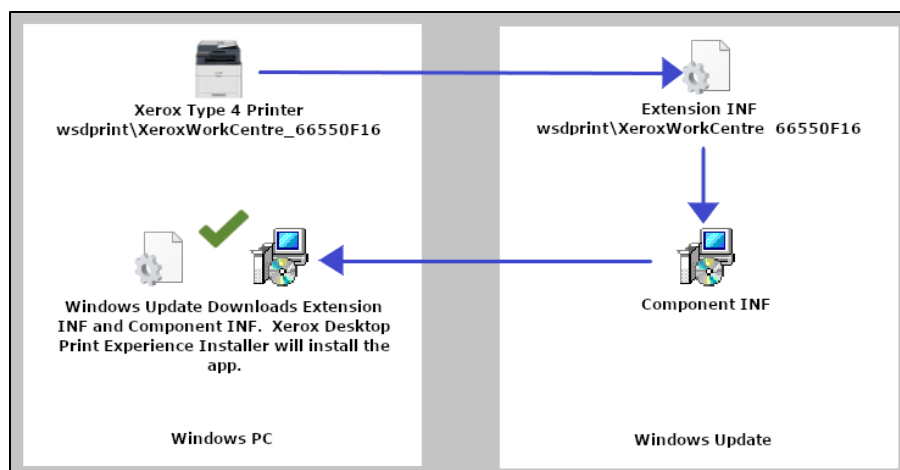 Xerox Type 4 Printer
wsdprint\XeroxWorkCentre_66550F16
Extension INF
wsdprint\XeroxWorkCentre 66550F16
Windows Update Downloads Extension
INF and Component INF. Xerox Desktop
Print Experience Installer will install the
app.
Component INF
Windows PC
Windows Update